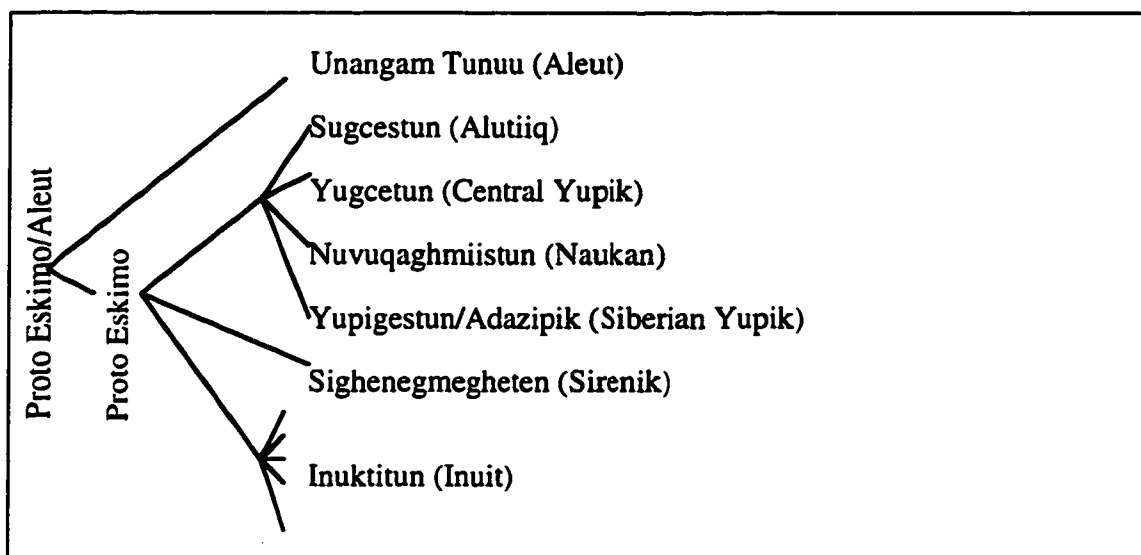 Unangam Tunuu (Aleut)
Sugcestun (Alutiiq)
Yugcetun (Central Yupik)
Nuvuqaghmiistun (Naukan)
Yupigestun/Adazipik (Siberian Yupik)
Sighenegmegheten (Sirenik)
Inuktitun (Inuit)
Proto Eskimo/Aleut
Proto Eskimo